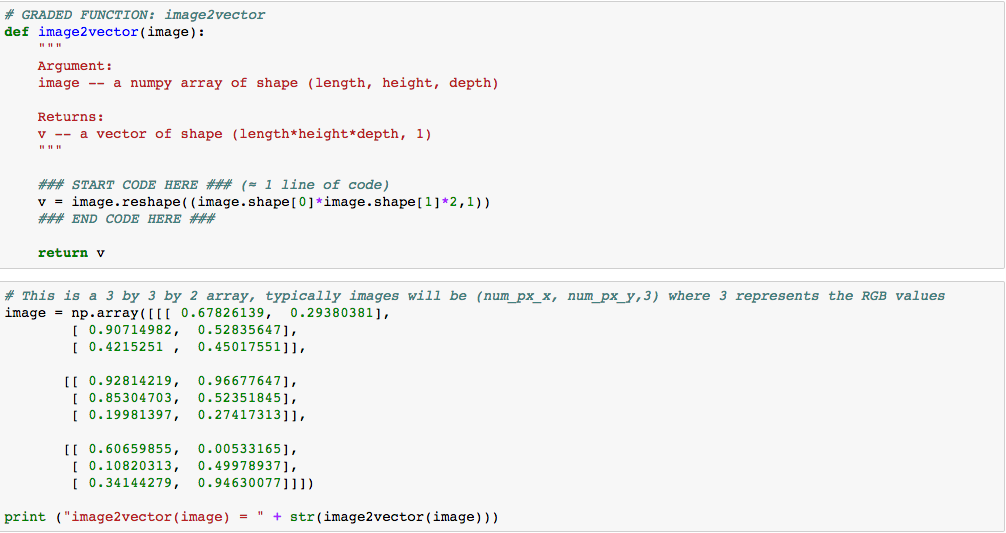 # GRADED FUNCTION: image2vector
def image2vector(image):
    """
    Argument:
    image -- a numpy array of shape (length, height, depth)

    Returns:
    v -- a vector of shape (length*height*depth, 1)
    """

    ### START CODE HERE ### (≈ 1 line of code)
    v = image.reshape((image.shape[0]*image.shape[1]*2,1))
    ### END CODE HERE ###

    return v

# This is a 3 by 3 by 2 array, typically images will be (num_px_x, num_px_y,3) where 3 represents the RGB values
image = np.array([[[ 0.67826139,  0.29380381],
        [ 0.90714982,  0.52835647],
        [ 0.4215251 ,  0.45017551]],

       [[ 0.92814219,  0.96677647],
        [ 0.85304703,  0.52351845],
        [ 0.19981397,  0.27417313]],

       [[ 0.60659855,  0.00533165],
        [ 0.10820313,  0.49978937],
        [ 0.34144279,  0.94630077]]])

print ("image2vector(image) = " + str(image2vector(image)))